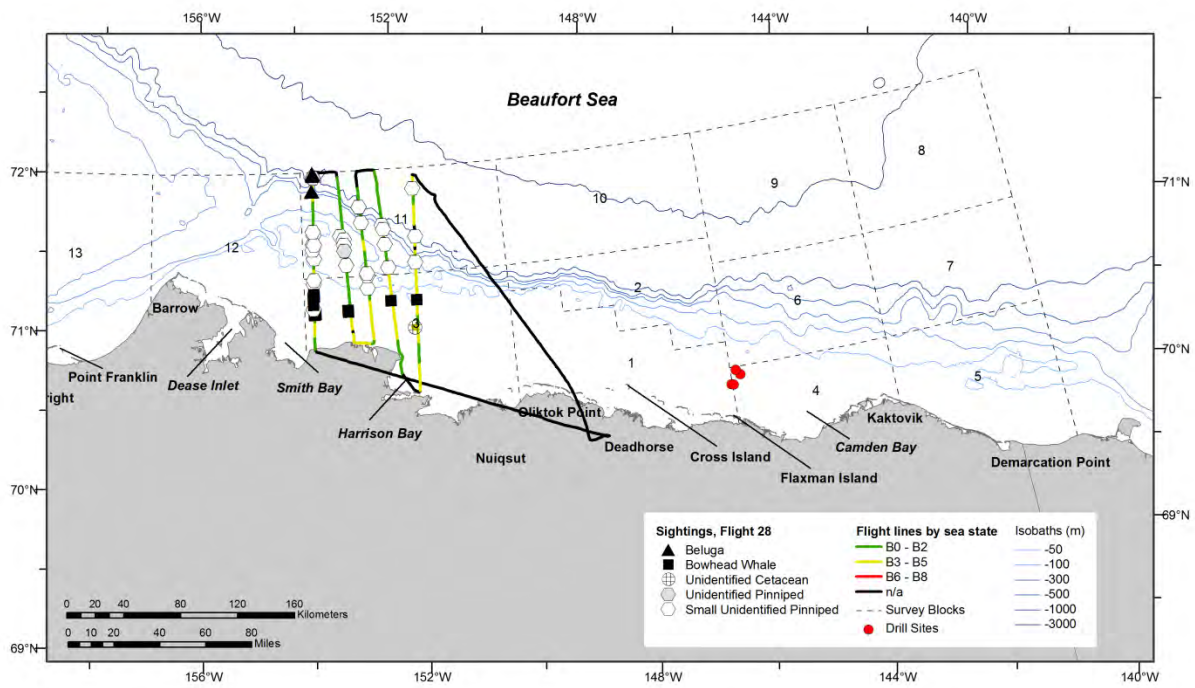 156°W 152°W 148°W 144°W 140°W
Beaufort Sea
8
9
72°N 71°N
10
11
12
13
7
2
6
Barrow
71°N 3 70°N
1
5
4
Point Franklin
Dease Inlet
Smith Bay
right
Kaktovik
Oliktok Point
Harrison Bay
Deadhorse
Camden Bay
Nuiqsut
Cross Island
Demarcation Point
Flaxman Island
70°N 69°N
Sightings, Flight 28
Beluga
Bowhead Whale
Unidentified Cetacean
Unidentified Pinniped
Small Unidentified Pinniped
Flight lines by sea state
B0 - B2
B3 - B5
B6 - B8
n/a
Survey Blocks
Drill Sites
Isobaths (m)
-50
-100
-300
-500
-1000
-3000
0 20 40 80 120 160
Kilometers
0 10 20 40 60 80
Miles
69°N
156°W 152°W 148°W 144°W 140°W